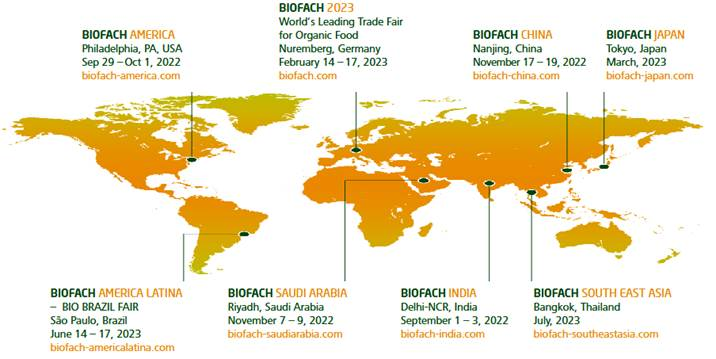 BIOFACH AMERICA
Philadelphia, PA, USA
Sep 29 – Oct 1, 2022
biofach-america.com
BIOFACH 2023
World's Leading Trade Fair
for Organic Food
Nuremberg, Germany
February 14 – 17, 2023
biofach.com
BIOFACH CHINA
Nanjing, China
November 17 – 19, 2022
biofach-china.com
BIOFACH JAPAN
Tokyo, Japan
March, 2023
biofach-japan.com
BIOFACH AMERICA LATINA
– BIO BRAZIL FAIR
São Paulo, Brazil
June 14 – 17, 2023
biofach-americalatina.com
BIOFACH SAUDI ARABIA
Riyadh, Saudi Arabia
November 7 – 9, 2022
biofach-saudiarabia.com
BIOFACH INDIA
Delhi-NCR, India
September 1 – 3, 2022
biofach-india.com
BIOFACH SOUTH EAST ASIA
Bangkok, Thailand
July, 2023
biofach-southeastasia.com